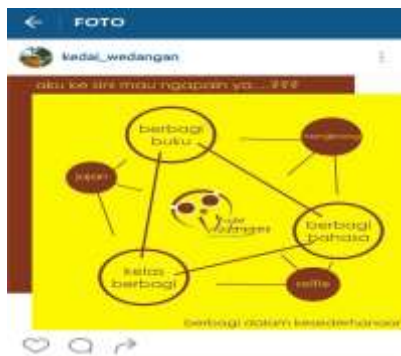 FOTO
kedai_wedangan
aku ke sini mau ngapain ya...???
berbagi
buku
jajan
berbagi
bahasa
Wedangan
kelas
berbagi
selfie
berbagi dalam kesederhanaan